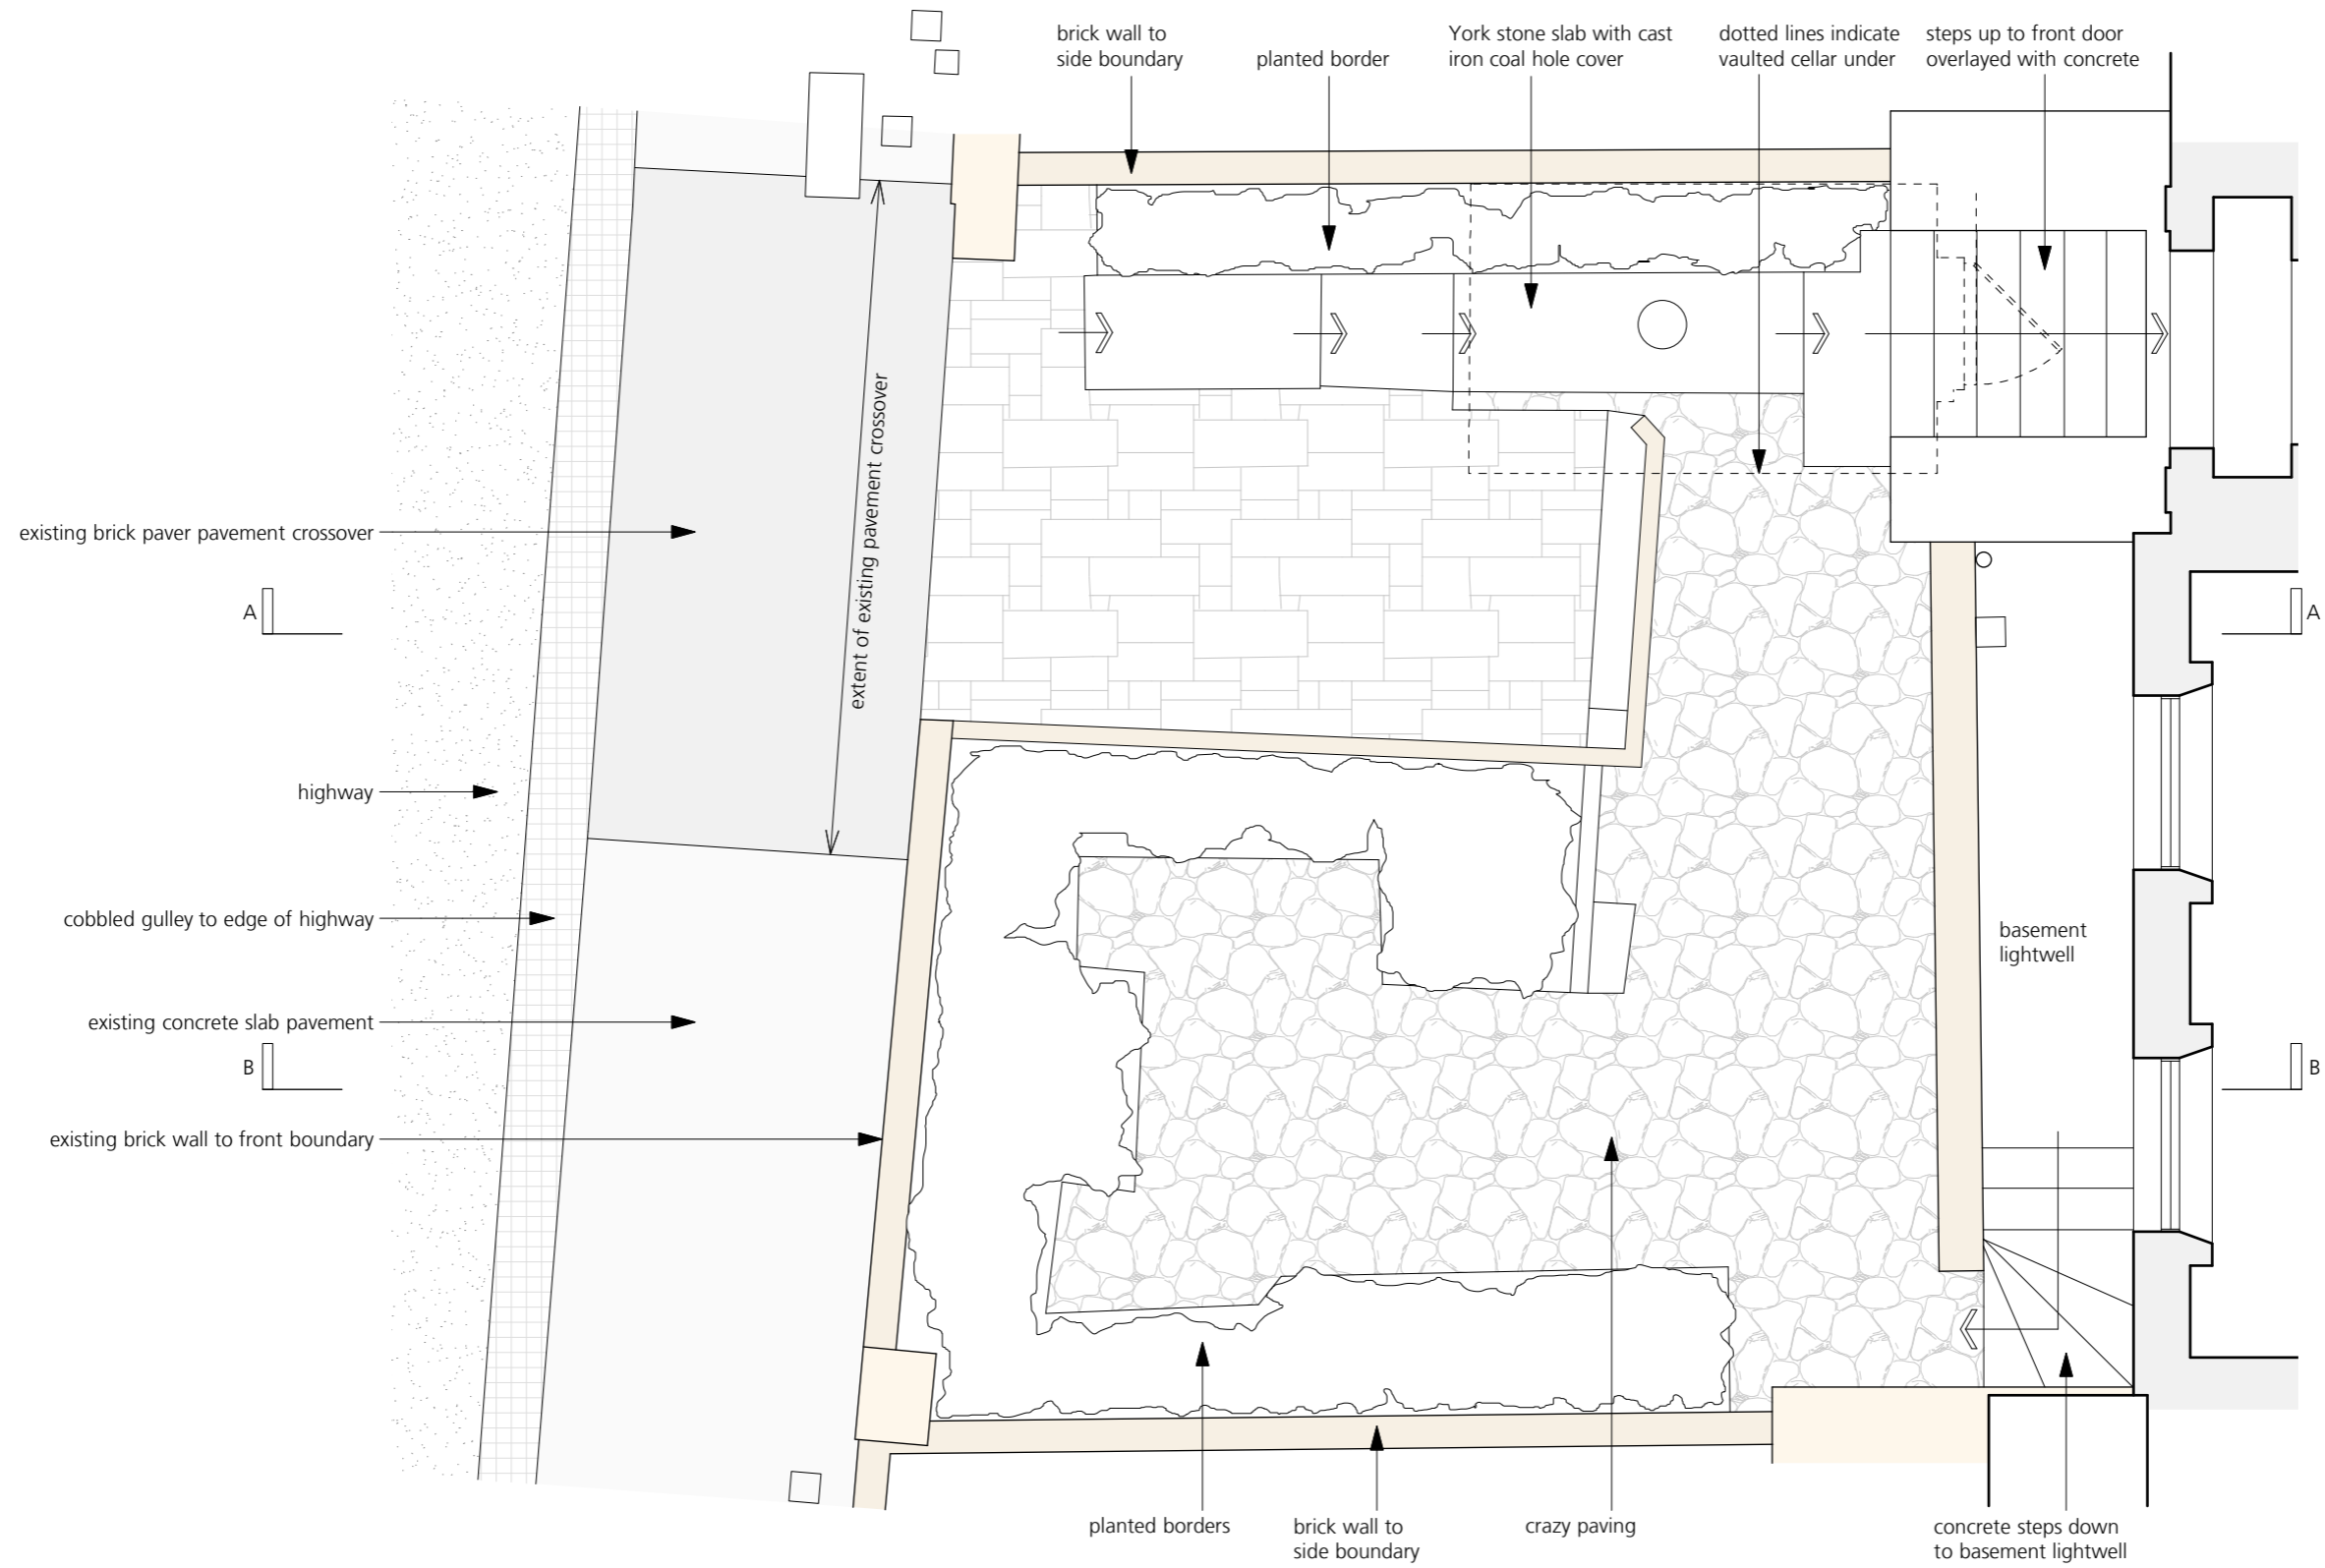 brick wall to
side boundary
planted border
York stone slab with cast
iron coal hole cover
dotted lines indicate
vaulted cellar under
steps up to front door
overlayed with concrete
extent of existing pavement crossover
existing brick paver pavement crossover
A
A
highway
cobbled gulley to edge of highway
basement
lightwell
existing concrete slab pavement
B
B
existing brick wall to front boundary
planted borders
brick wall to
side boundary
crazy paving
concrete steps down
to basement lightwell